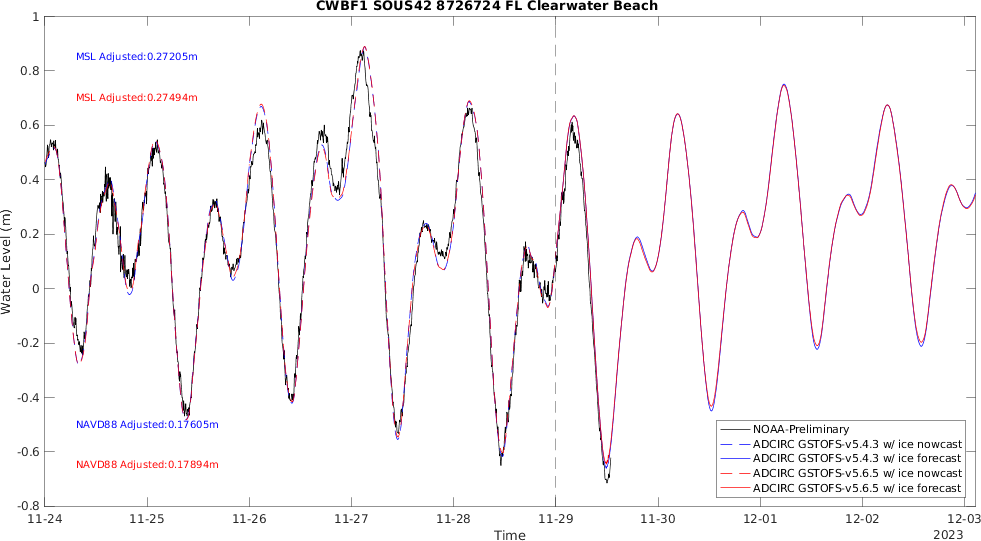 CWBF1 SOUS42 8726724 FL Clearwater Beach
1
0.8
0.6
0.4
0.2
0
-0.2
-0.4
-0.6
-0.8
Water Level (m)
MSL Adjusted:0.27205m
MSL Adjusted:0.27494m
NAVD88 Adjusted:0.17605m
NAVD88 Adjusted:0.17894m
NOAA-Preliminary
ADCIRC GSTOFS-v5.4.3 w/ ice nowcast
ADCIRC GSTOFS-v5.4.3 w/ ice forecast
ADCIRC GSTOFS-v5.6.5 w/ ice nowcast
ADCIRC GSTOFS-v5.6.5 w/ ice forecast
11-24 11-25 11-26 11-27 11-28 11-29 11-30 12-01 12-02 12-03
Time
2023